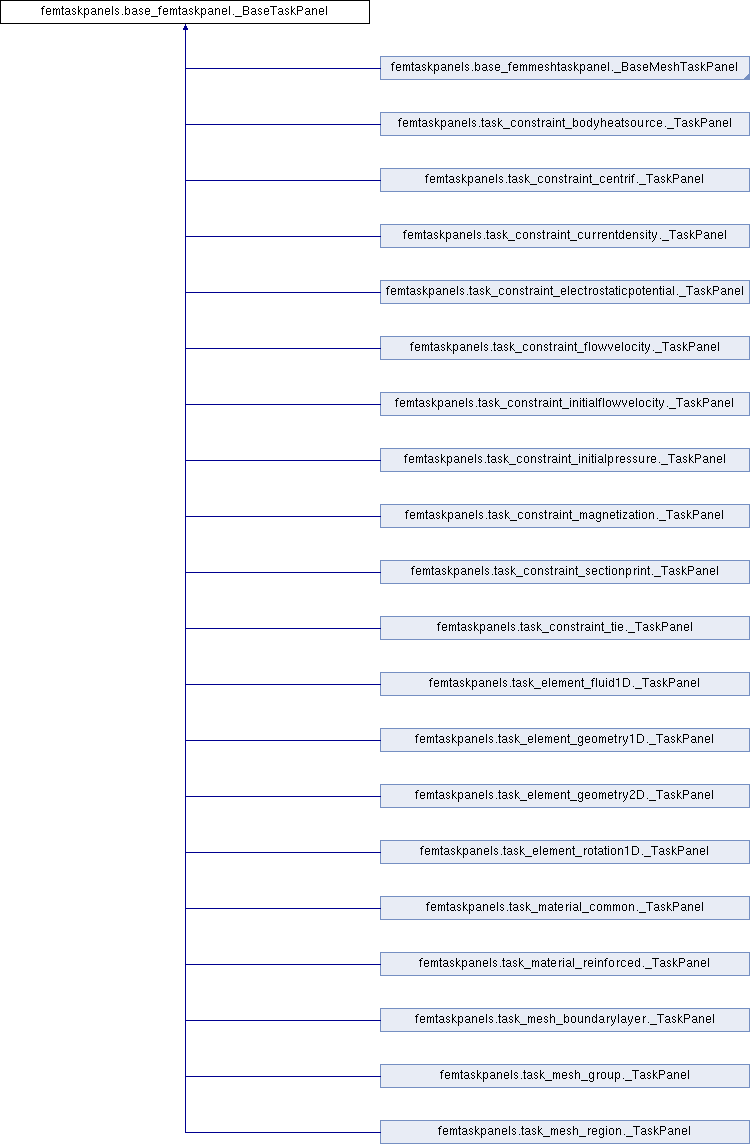 femtaskpanels.base_femtaskpanel._BaseTaskPanel
femtaskpanels.base_femmeshtaskpanel._BaseMeshTaskPanel
femtaskpanels.task_constraint_bodyheatsource._TaskPanel
femtaskpanels.task_constraint_centrif._TaskPanel
femtaskpanels.task_constraint_currentdensity._TaskPanel
femtaskpanels.task_constraint_electrostaticpotential._TaskPanel
femtaskpanels.task_constraint_flowvelocity._TaskPanel
femtaskpanels.task_constraint_initialflowvelocity._TaskPanel
femtaskpanels.task_constraint_initialpressure._TaskPanel
femtaskpanels.task_constraint_magnetization._TaskPanel
femtaskpanels.task_constraint_sectionprint._TaskPanel
femtaskpanels.task_constraint_tie._TaskPanel
femtaskpanels.task_element_fluid1D._TaskPanel
femtaskpanels.task_element_geometry1D._TaskPanel
femtaskpanels.task_element_geometry2D._TaskPanel
femtaskpanels.task_element_rotation1D._TaskPanel
femtaskpanels.task_material_common._TaskPanel
femtaskpanels.task_material_reinforced._TaskPanel
femtaskpanels.task_mesh_boundarylayer._TaskPanel
femtaskpanels.task_mesh_group._TaskPanel
femtaskpanels.task_mesh_region._TaskPanel